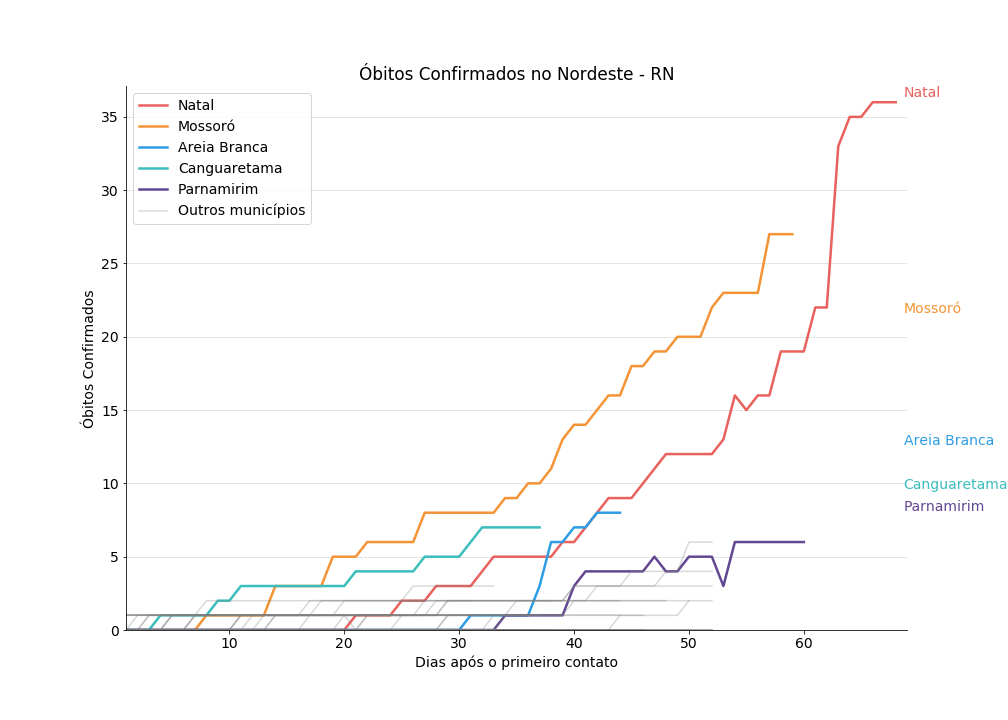 Óbitos Confirmados no Nordeste - RN
Natal
Mossoró
Areia Branca
Canguaretama
Parnamirim
Outros municípios
Natal
Mossoró
Areia Branca
Canguaretama
Parnamirim
35
30
25
20
15
10
5
0
Óbitos Confirmados
10 20 30 40 50 60
Dias após o primeiro contato